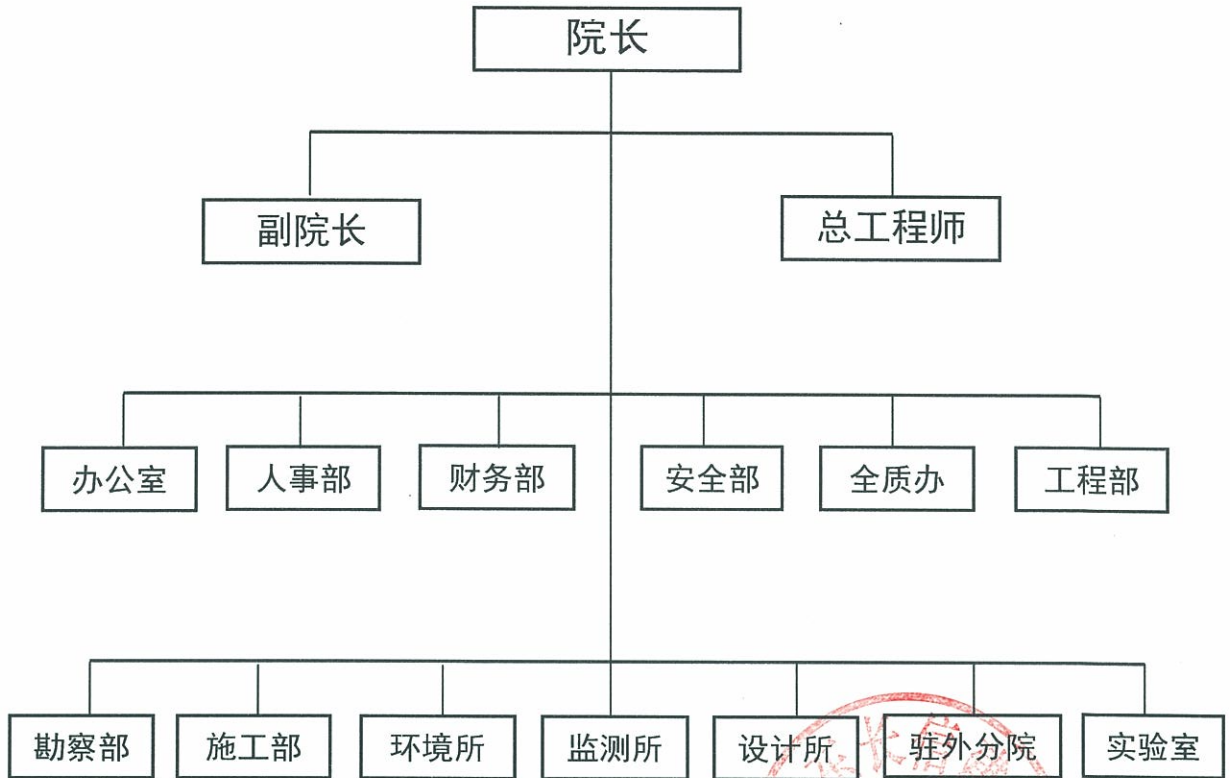 院长
副院长
总工程师
办公室
人事部
财务部
安全部
全质办
工程部
勘察部
施工部
环境所
监测所
设计所
驻外分院
实验室